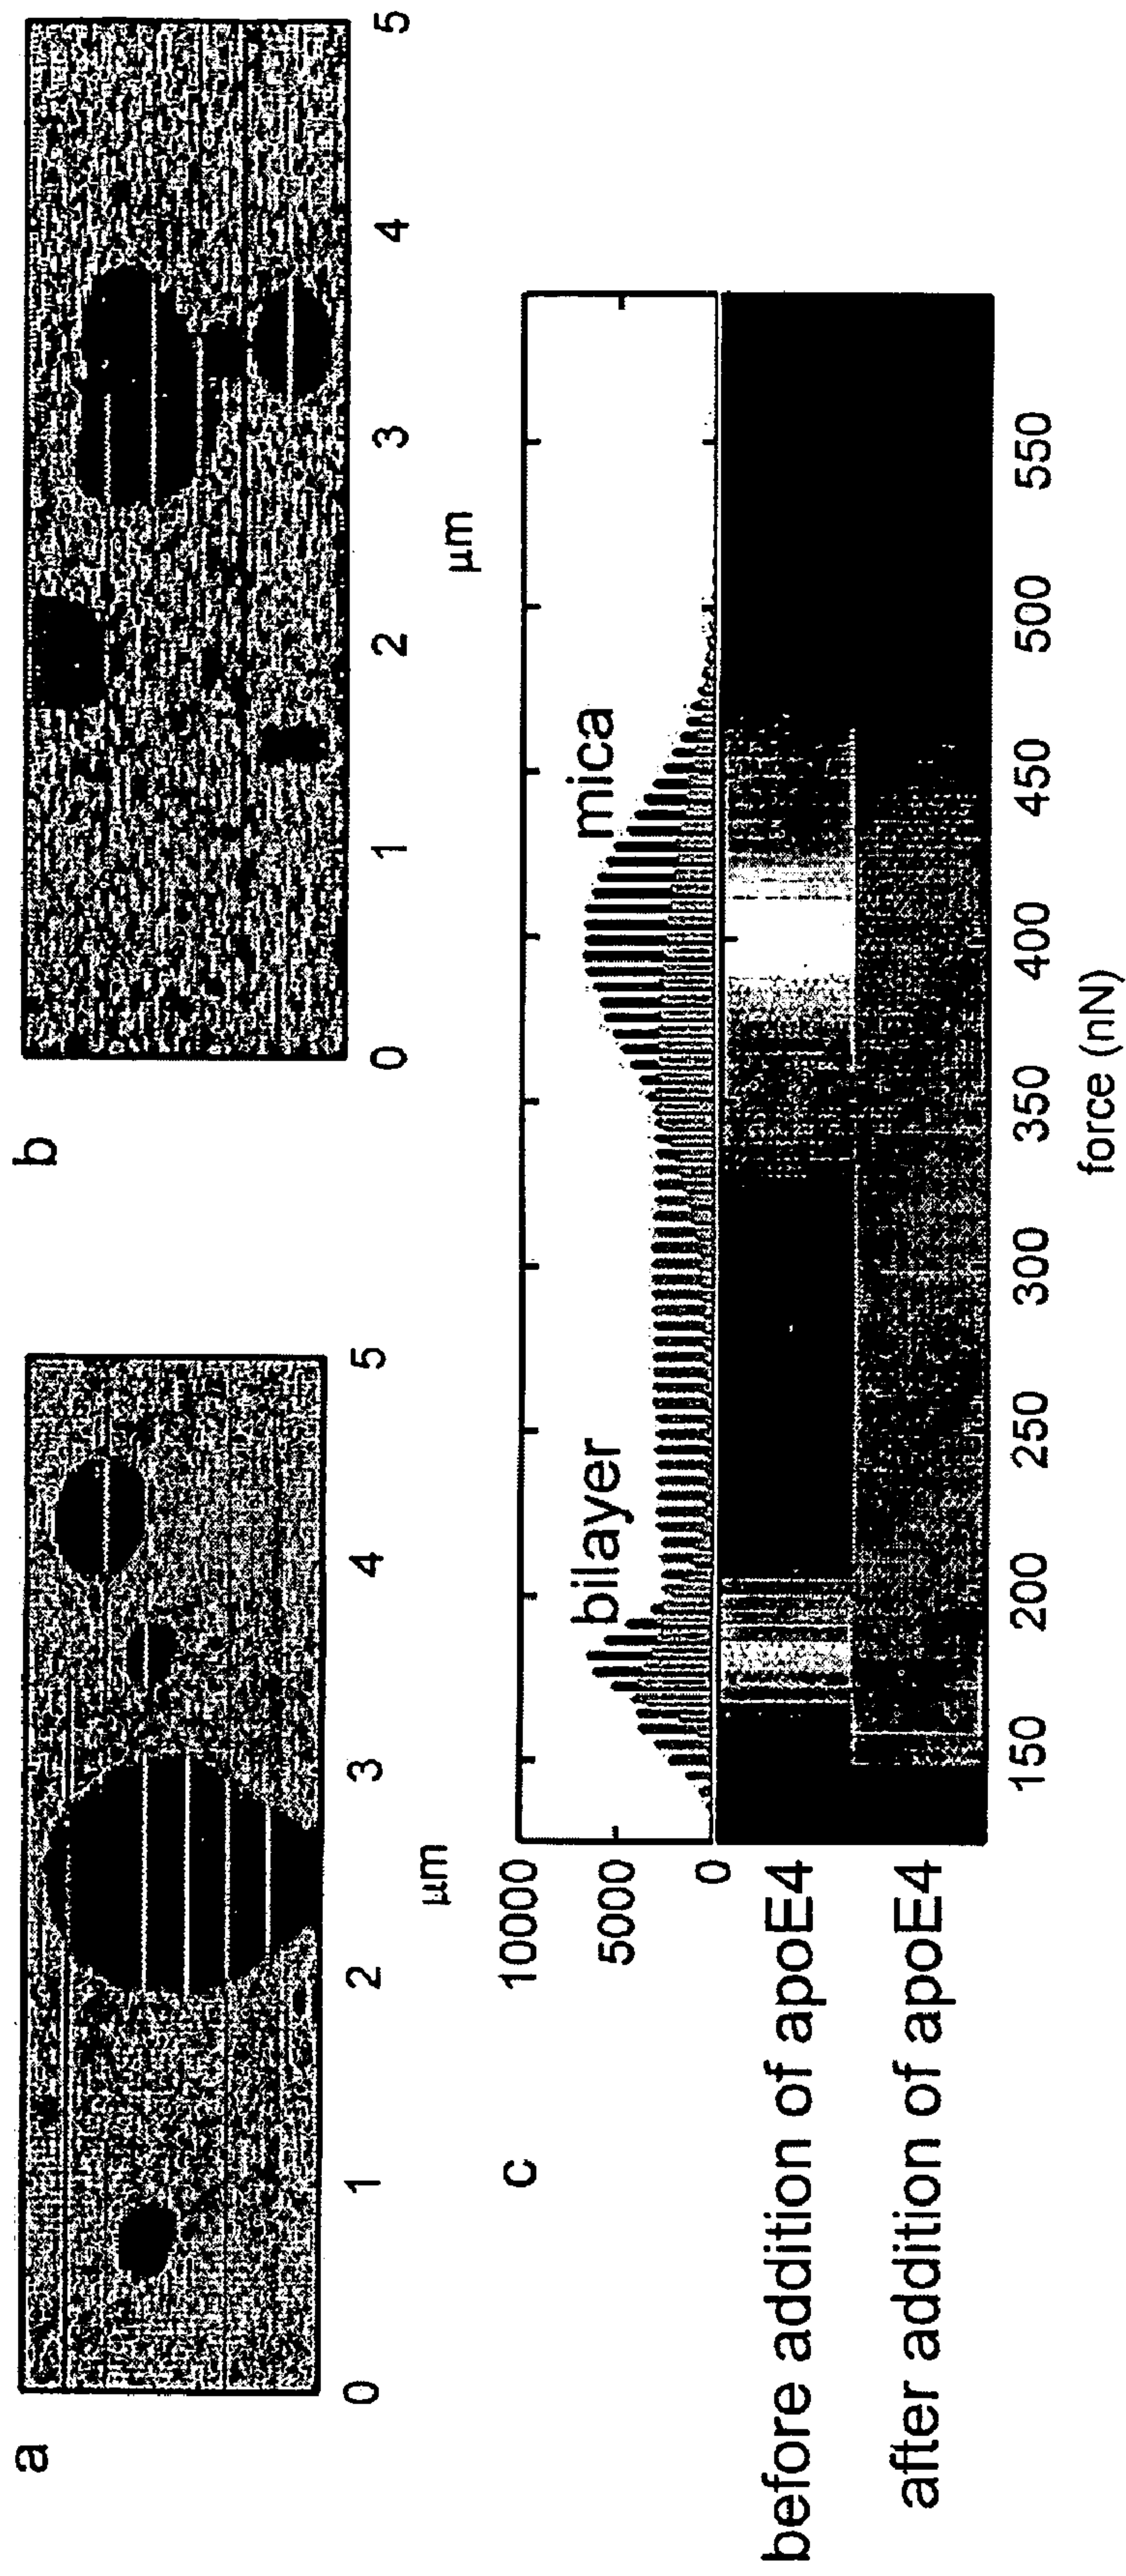 a
0 1 2 3 4 5
µm
b
0 1 2 3 4 5
µm
c
10000
5000
0
bilayer
mica
before addition of apoE4
after addition of apoE4
150 200 250 300 350 400 450 500 550
force (nN)